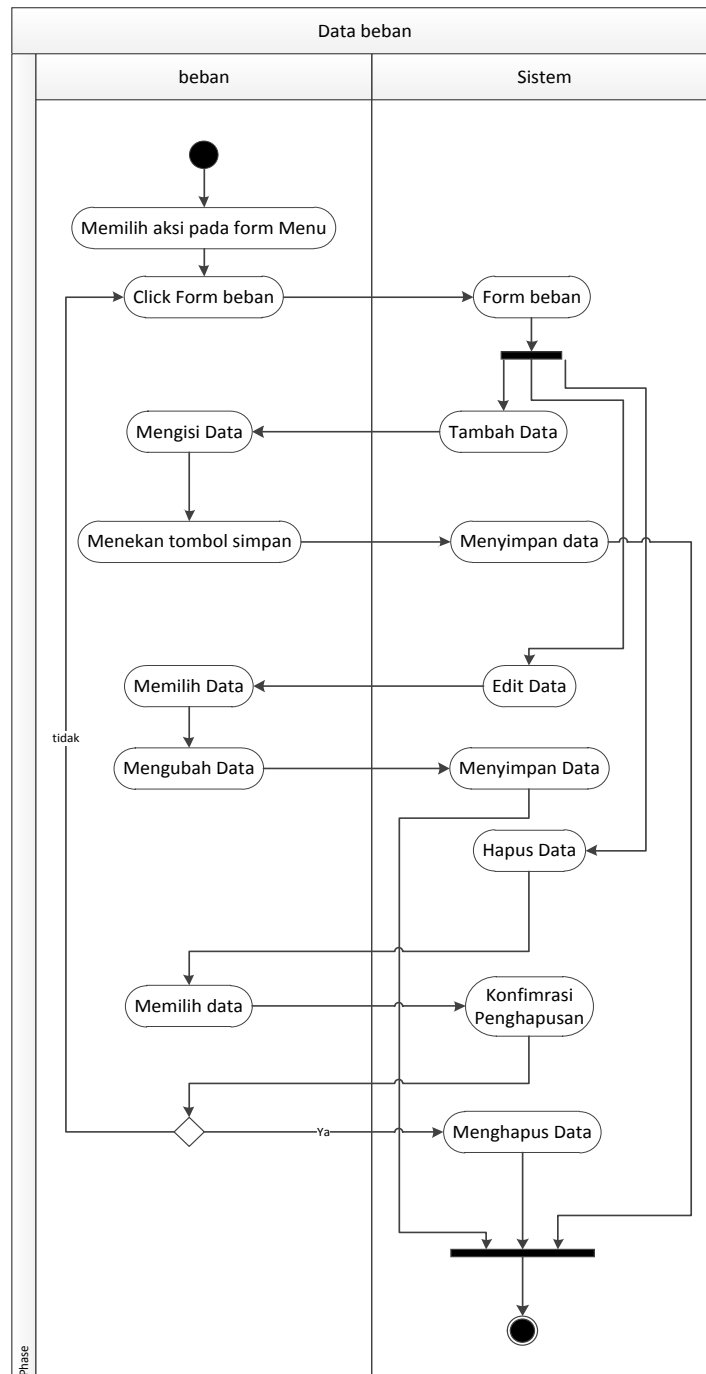 Data beban
beban
Sistem
Memilih aksi pada form Menu
Click Form beban
Form beban
Mengisi Data
Tambah Data
Menekan tombol simpan
Menyimpan data
Memilih Data
Edit Data
tidak
Mengubah Data
Menyimpan Data
Hapus Data
Memilih data
Konfimrasi
Penghapusan
Ya
Menghapus Data
Phase